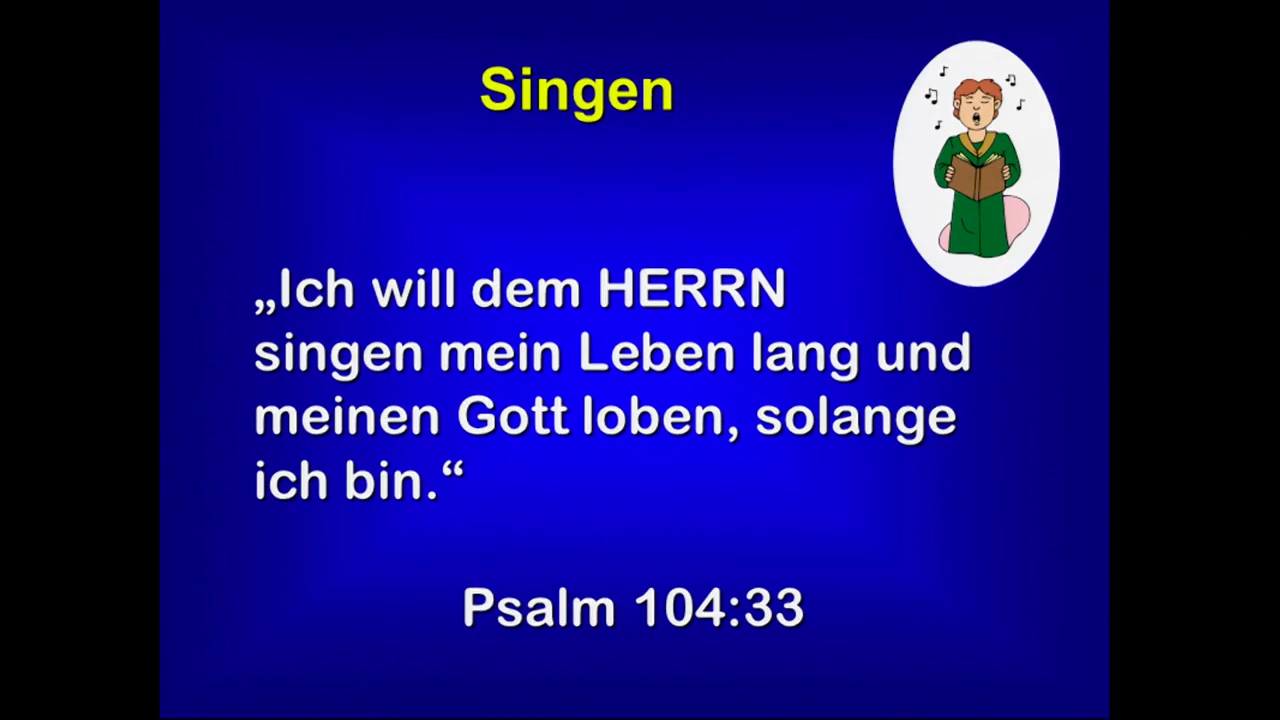 Singen
„Ich will dem HERRN
singen mein Leben lang und
meinen Gott loben, solange
ich bin.“
Psalm 104:33